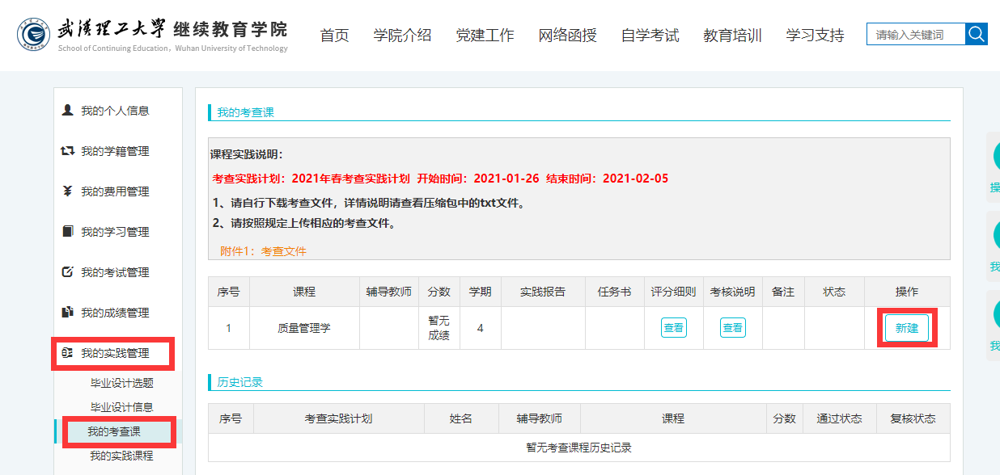 武汉理工大学 继续教育学院
School of Continuing Education, Wuhan University of Technology
首页 学院介绍 党建工作 网络函授 自学考试 教育培训 学习支持
请输入关键词
我的个人信息
我的学籍管理
我的费用管理
我的学习管理
我的考试管理
我的成绩管理
我的实践管理
毕业设计选题
毕业设计信息
我的考查课
我的实践课程
我的考查课
课程实践说明：
考查实践计划：2021年春考查实践计划 开始时间：2021-01-26 结束时间：2021-02-05
1、请自行下载考查文件，详情说明请查看压缩包中的txt文件。
2、请按照规定上传相应的考查文件。
附件1：考查文件
序号 课程 辅导教师 分数 学期 实践报告 任务书 评分细则 考核说明 备注 状态 操作
1 质量管理学 暂无成绩 4 查看 查看 新建
历史记录
序号 考查实践计划 姓名 辅导教师 课程 分数 通过状态 复核状态
暂无考查课程历史记录
操
我
我